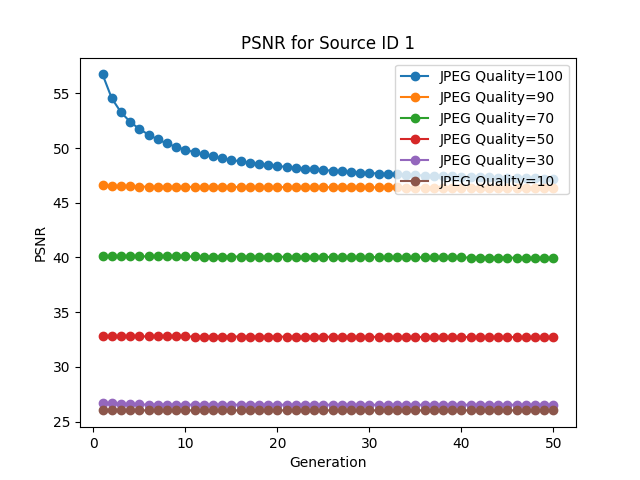 PSNR for Source ID 1
JPEG Quality=100
JPEG Quality=90
JPEG Quality=70
JPEG Quality=50
JPEG Quality=30
JPEG Quality=10
PSNR
55
50
45
40
35
30
25
0 10 20 30 40 50
Generation